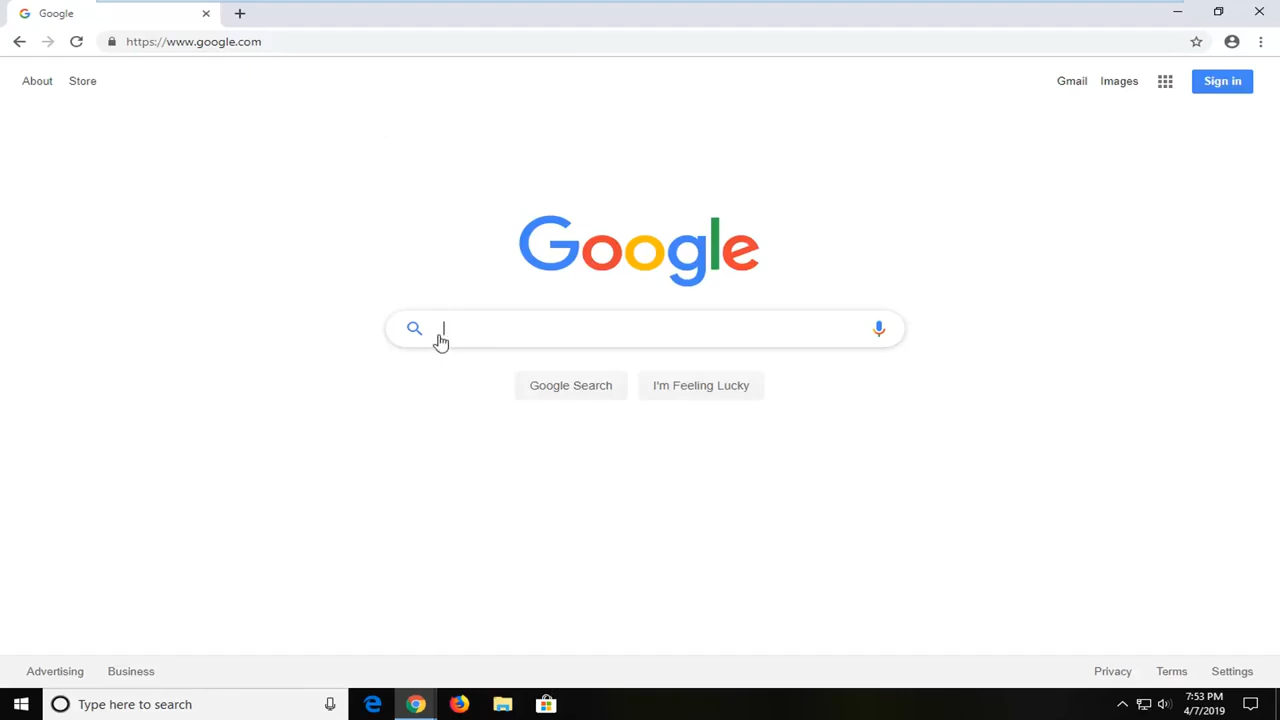 Google
https://www.google.com
About Store Gmail Images Sign in
Google
Google Search I'm Feeling Lucky
Advertising Business Privacy Terms Settings
Type here to search
7:53 PM
4/7/2019